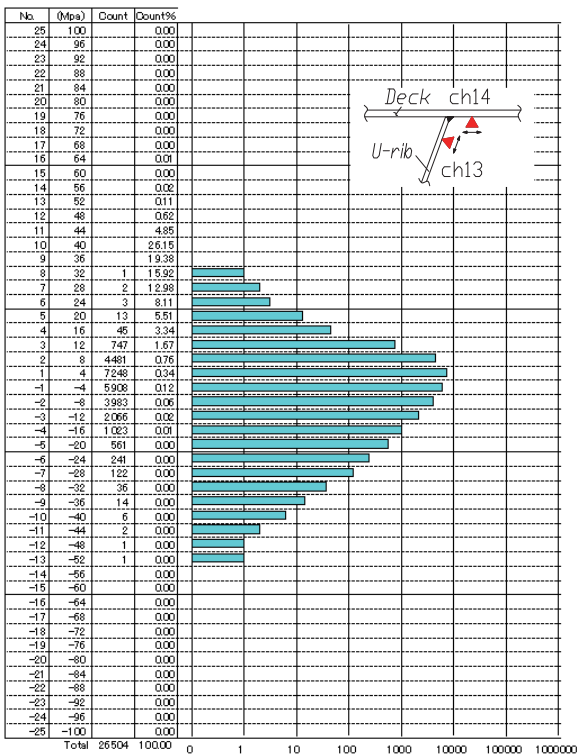 No. (Mpa) Count Count%
25 100 0.00
24 96 0.00
23 92 0.00
22 88 0.00
21 84 0.00
20 80 0.00
19 76 0.00
18 72 0.00
17 68 0.00
16 64 0.01
15 60 0.00
14 56 0.02
13 52 0.11
12 48 0.62
11 44 4.85
10 40 26.15
9 36 19.38
8 32 1 15.92
7 28 2 12.98
6 24 3 8.11
5 20 13 5.51
4 16 45 3.34
3 12 747 1.67
2 8 4481 0.76
1 4 7248 0.34
-1 -4 5908 0.12
-2 -8 3983 0.06
-3 -12 2066 0.02
-4 -16 1023 0.01
-5 -20 561 0.00
-6 -24 241 0.00
-7 -28 122 0.00
-8 -32 36 0.00
-9 -36 14 0.00
-10 -40 6 0.00
-11 -44 2 0.00
-12 -48 1 0.00
-13 -52 1 0.00
-14 -56 0.00
-15 -60 0.00
-16 -64 0.00
-17 -68 0.00
-18 -72 0.00
-19 -76 0.00
-20 -80 0.00
-21 -84 0.00
-22 -88 0.00
-23 -92 0.00
-24 -96 0.00
-25 -100 0.00
Total 26504 100.00
0 1 10 100 1000 10000 100000 1000000
Deck ch14
U-rib
ch13